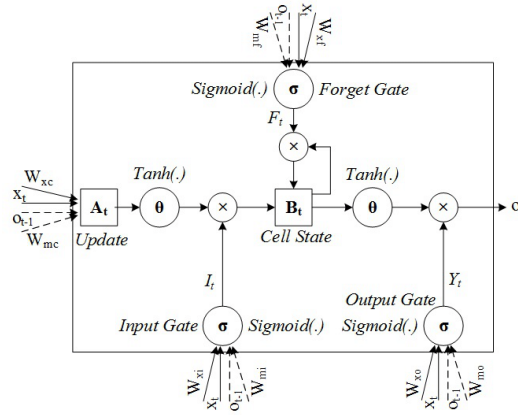 W_mf o_t-1 x_t W_xf
Sigmoid(.) σ Forget Gate
F_t
×
W_xc
x_t
o_t-1
W_mc
A_t
Update
Tanh(.)
θ
×
B_t
Cell State
Tanh(.)
θ
×
o
I_t
Y_t
Input Gate σ Sigmoid(.)
Output Gate
Sigmoid(.) σ
W_xi x_t o_t-1 W_mi
W_xo x_t o_t-1 W_mo